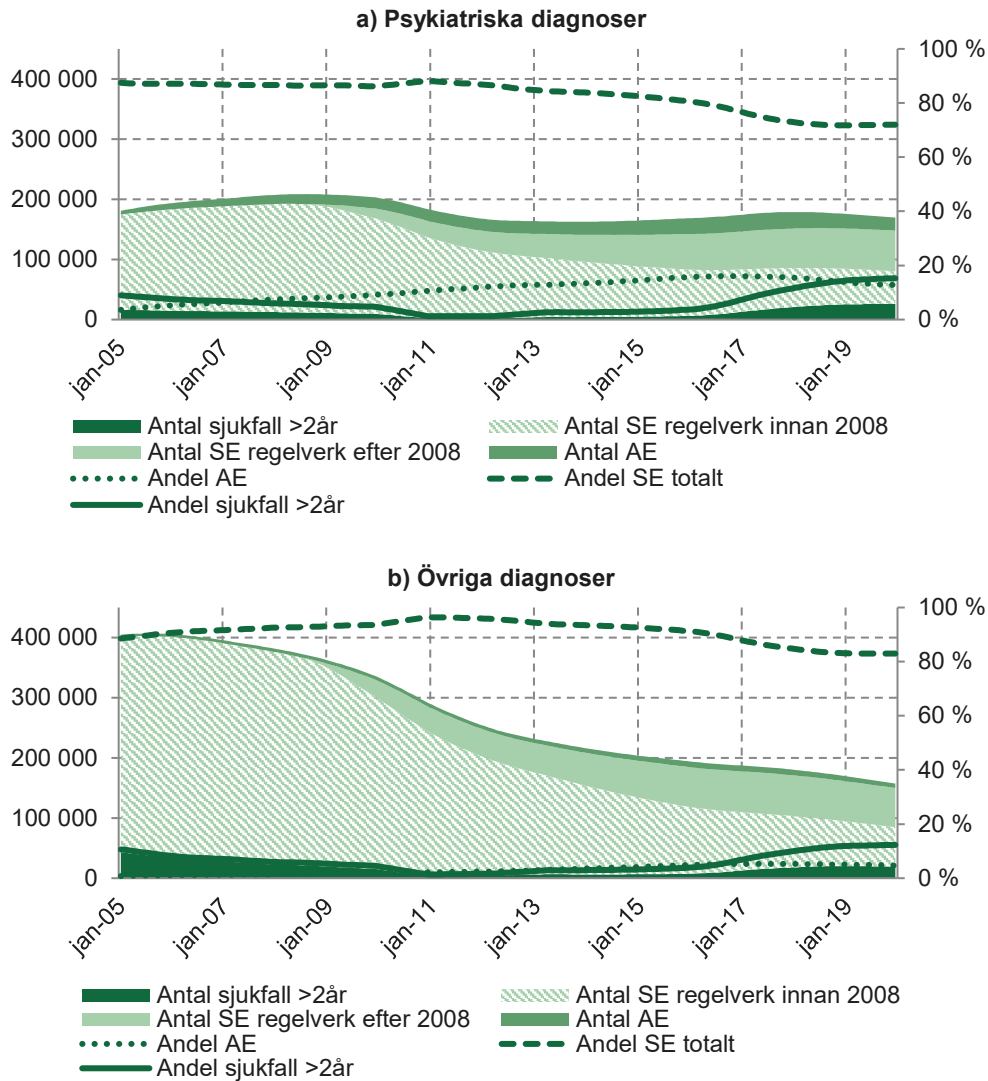 a) Psykiatriska diagnoser
100 %
400 000
80 %
300 000
60 %
200 000
40 %
100 000
20 %
0
0 %
jan-05
jan-07
jan-09
jan-11
jan-13
jan-15
jan-17
jan-19
Antal sjukfall >2år
Antal SE regelverk innan 2008
Antal SE regelverk efter 2008
Antal AE
Andel AE
Andel SE totalt
Andel sjukfall >2år
b) Övriga diagnoser
100 %
400 000
80 %
300 000
60 %
200 000
40 %
100 000
20 %
0
0 %
jan-05
jan-07
jan-09
jan-11
jan-13
jan-15
jan-17
jan-19
Antal sjukfall >2år
Antal SE regelverk innan 2008
Antal SE regelverk efter 2008
Antal AE
Andel AE
Andel SE totalt
Andel sjukfall >2år